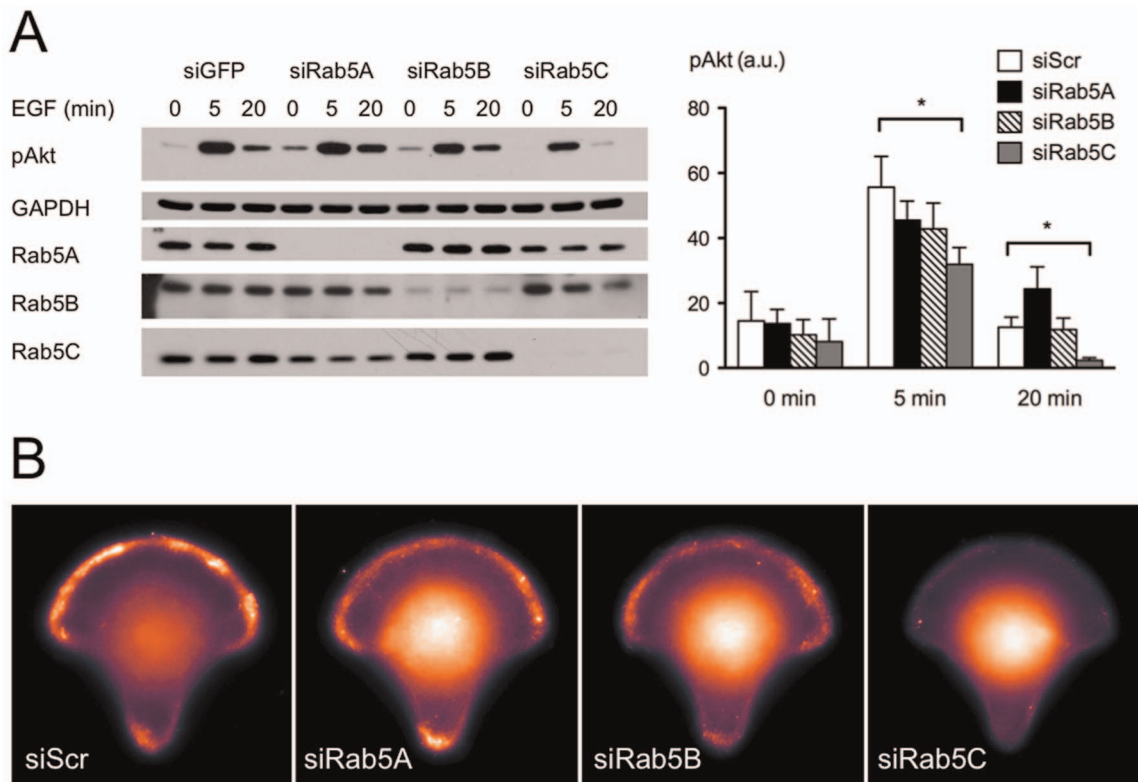 A
siGFP siRab5A siRab5B siRab5C
EGF (min) 0 5 20 0 5 20 0 5 20 0 5 20
pAkt
GAPDH
Rab5A
Rab5B
Rab5C
pAkt (a.u.)
siScr
siRab5A
siRab5B
siRab5C
80
60
40
20
0
*
*
0 min 5 min 20 min
B
siScr siRab5A siRab5B siRab5C